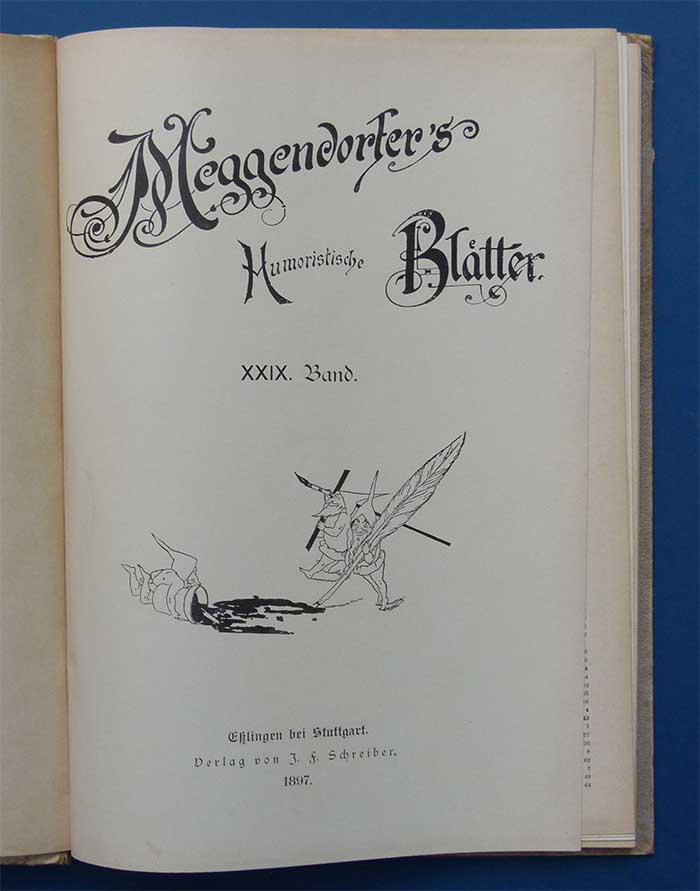 Meggendorfer's
Humoristische Blätter.
XXIX. Band.
Eßlingen bei Stuttgart.
Verlag von J. F. Schreiber.
1897.